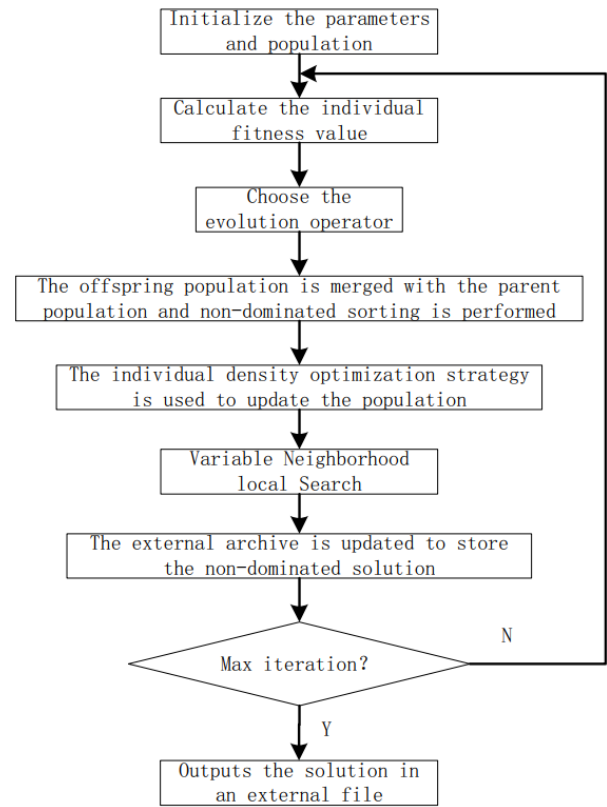 Initialize the parameters
and population
Calculate the individual
fitness value
Choose the
evolution operator
The offspring population is merged with the parent
population and non-dominated sorting is performed
The individual density optimization strategy
is used to update the population
Variable Neighborhood
local Search
The external archive is updated to store
the non-dominated solution
Max iteration?
N
Y
Outputs the solution in
an external file